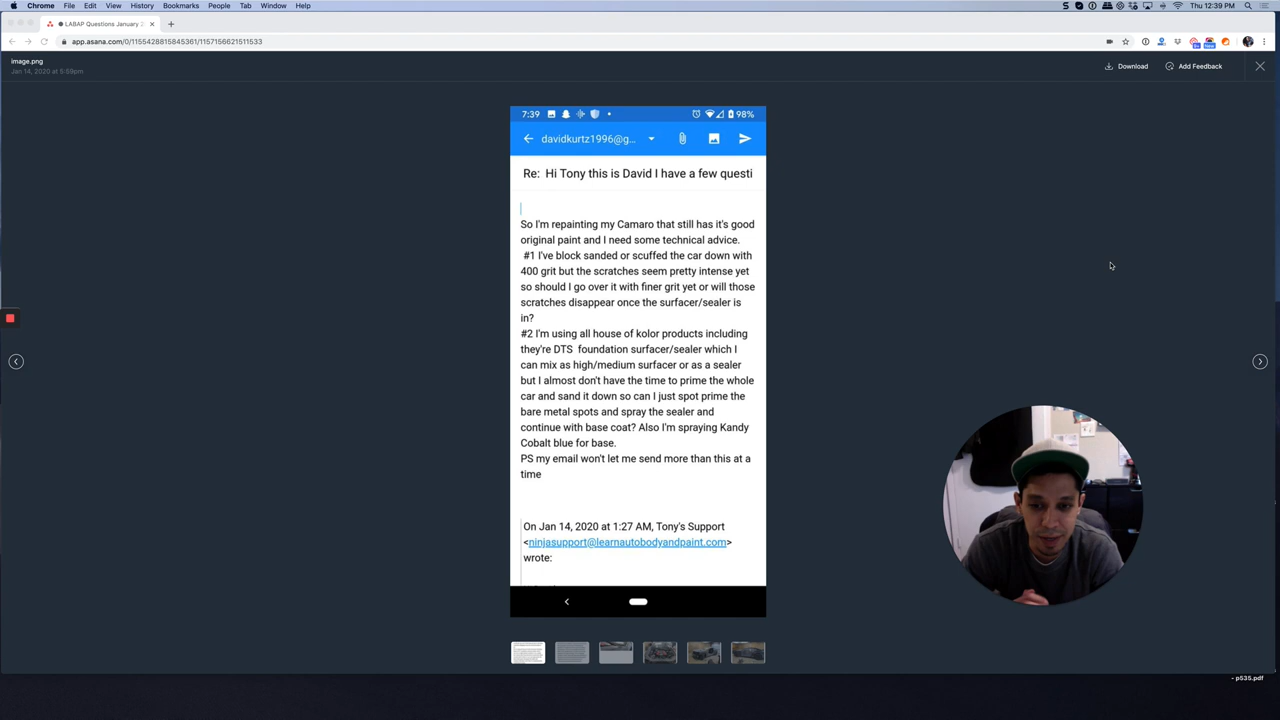 Chrome File Edit View History Bookmarks People Tab Window Help Thu 12:39 PM
LABAP Questions January 2
app.asana.com/0/1155428815845361/1157156621511533
image.png
Jan 14, 2020 at 5:59pm
Download Add Feedback
7:39 98%
davidkurtz1996@g...
Re: Hi Tony this is David I have a few questi
So I'm repainting my Camaro that still has it's good
original paint and I need some technical advice.
#1 I've block sanded or scuffed the car down with
400 grit but the scratches seem pretty intense yet
so should I go over it with finer grit yet or will those
scratches disappear once the surfacer/sealer is
in?
#2 I'm using all house of kolor products including
they're DTS foundation surfacer/sealer which I
can mix as high/medium surfacer or as a sealer
but I almost don't have the time to prime the whole
car and sand it down so can I just spot prime the
bare metal spots and spray the sealer and
continue with base coat? Also I'm spraying Kandy
Cobalt blue for base.
PS my email won't let me send more than this at a
time
On Jan 14, 2020 at 1:27 AM, Tony's Support
<ninjasupport@learnautobodyandpaint.com>
wrote:
- p535.pdf